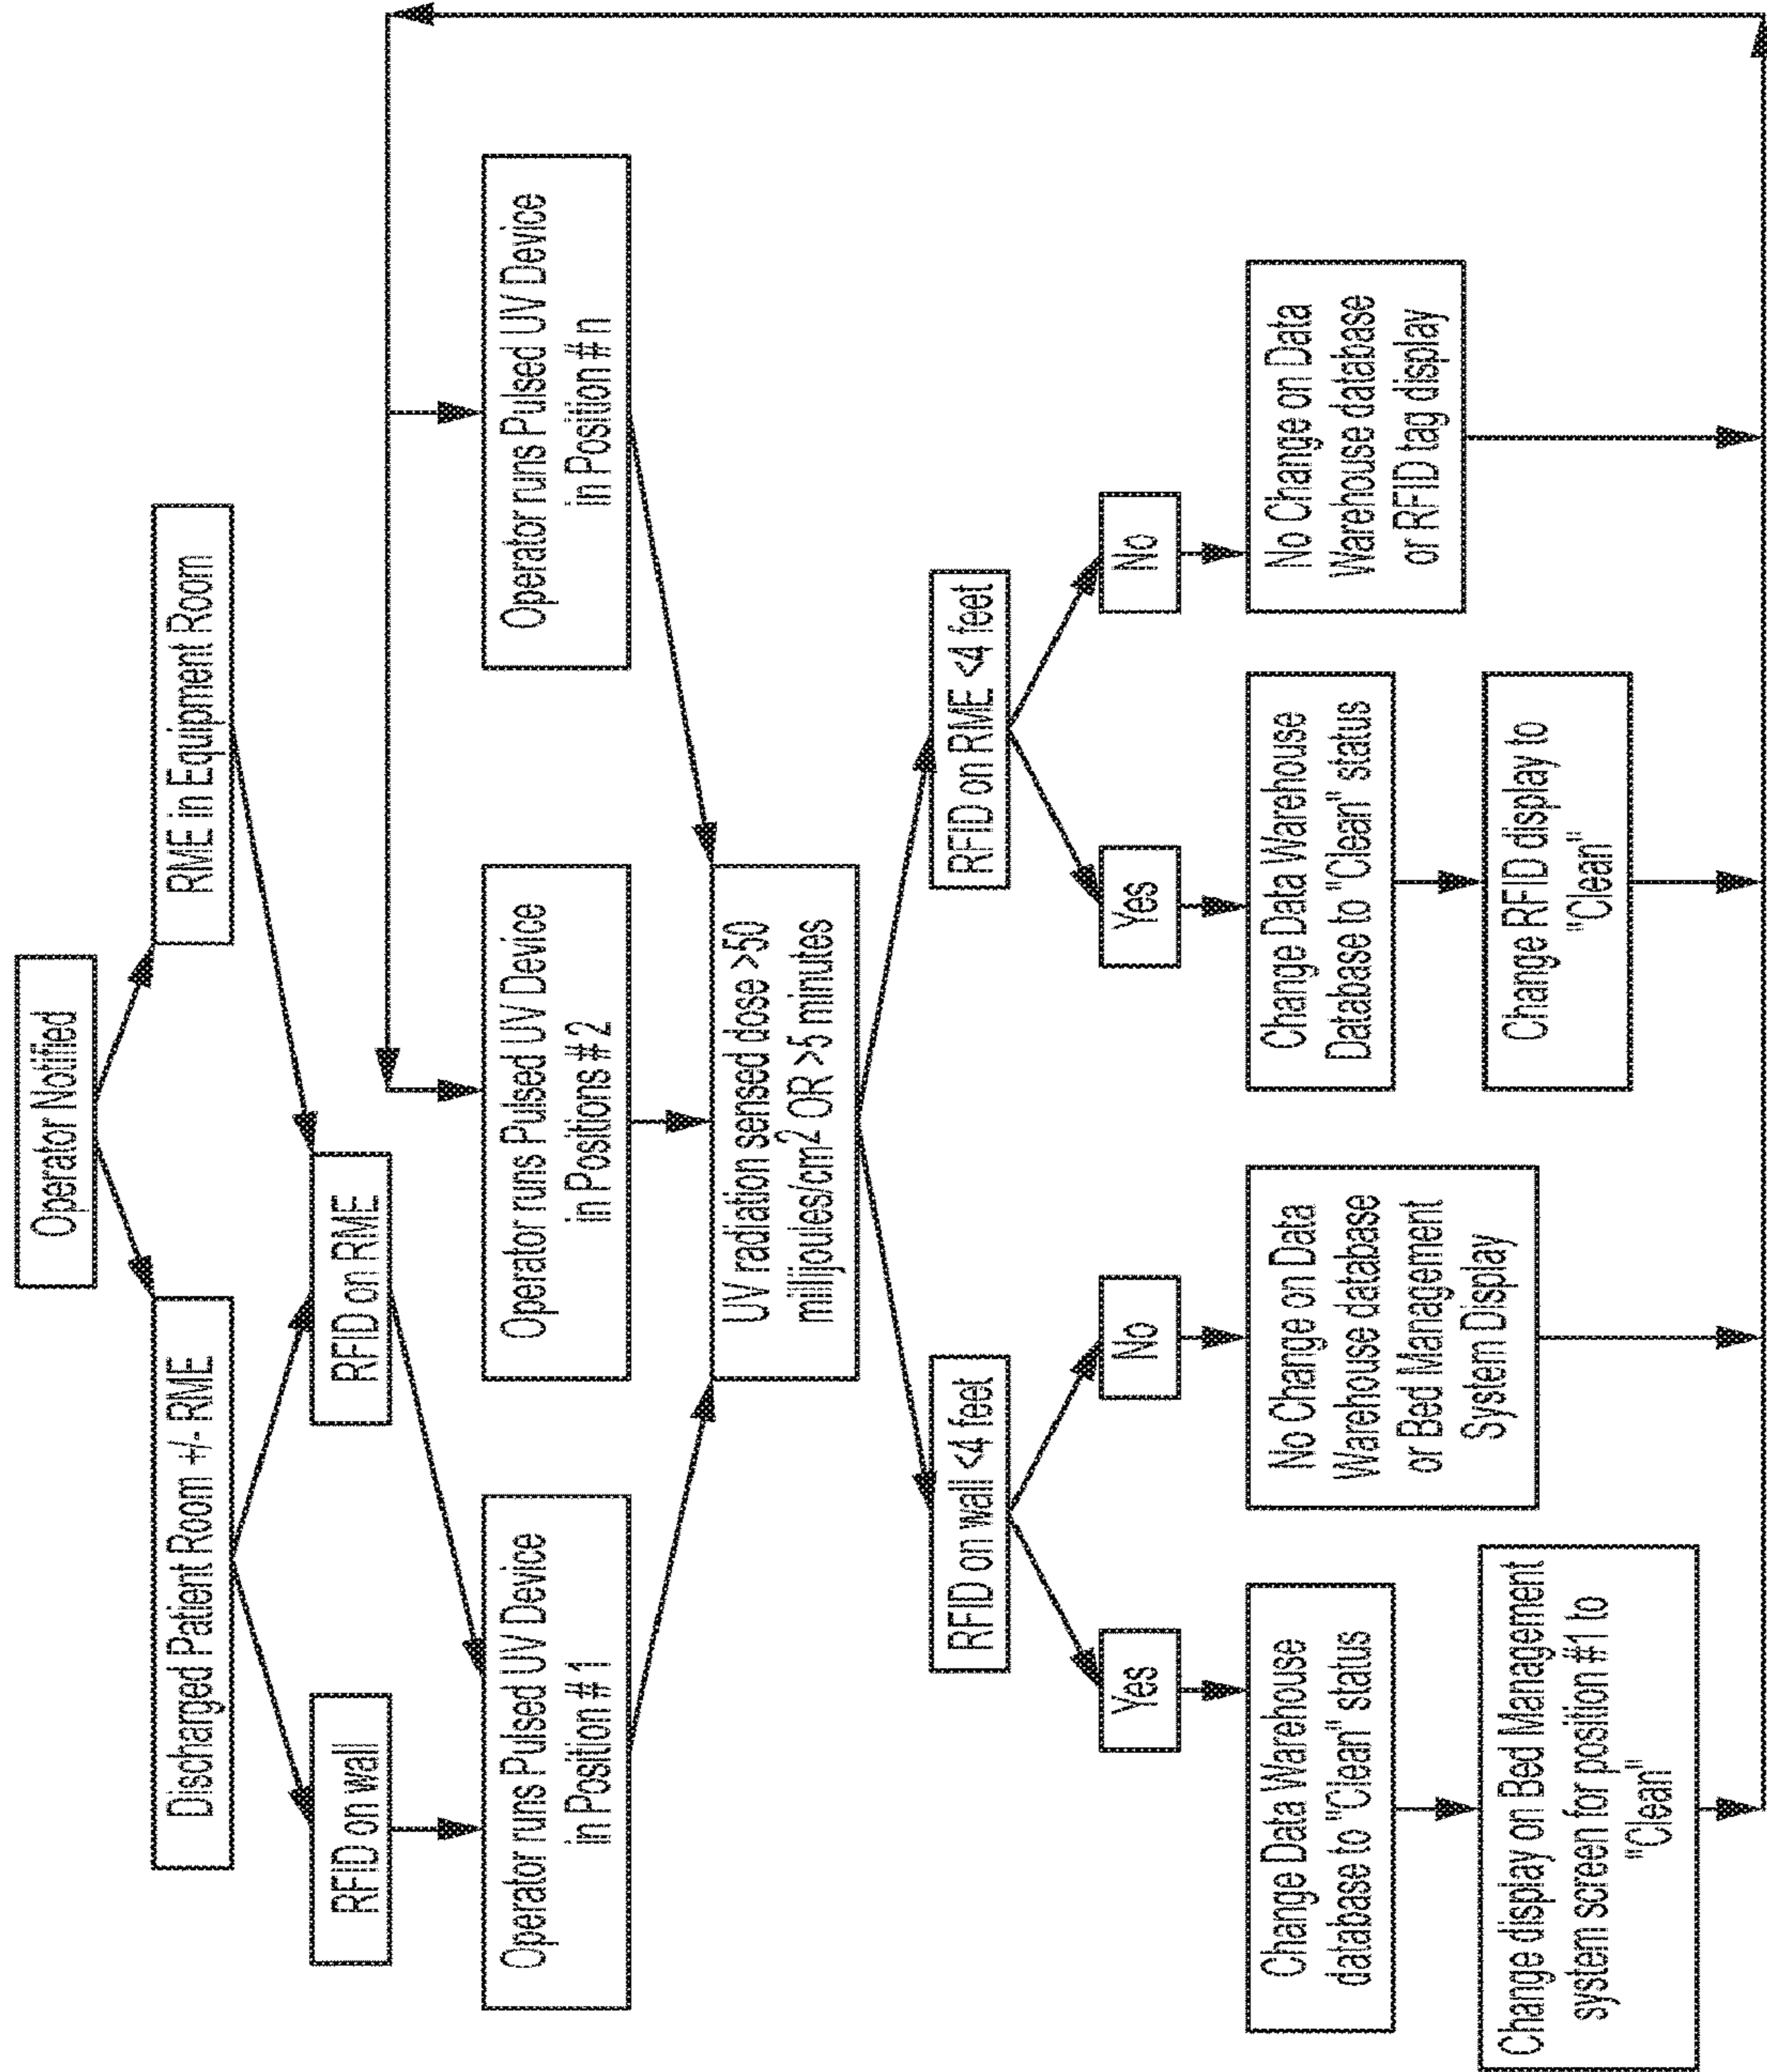 Operator Notified
Discharged Patient Room +/- RME
RME in Equipment Room
RFID on wall
RFID on RME
Operator runs Pulsed UV Device
in Position # 1
Operator runs Pulsed UV Device
in Positions # 2
Operator runs Pulsed UV Device
in Position # n
UV radiation sensed dose >50
millijoules/cm² OR >5 minutes
RFID on wall <4 feet
RFID on RME <4 feet
Yes
No
Yes
No
Change Data Warehouse
database to "Clean" status
No Change on Data
Warehouse database
or Bed Management
System Display
Change Data Warehouse
Database to "Clean" status
No Change on Data
Warehouse database
or RFID tag display
Change display on Bed Management
system screen for position #1 to
"Clean"
Change RFID display to
"Clean"